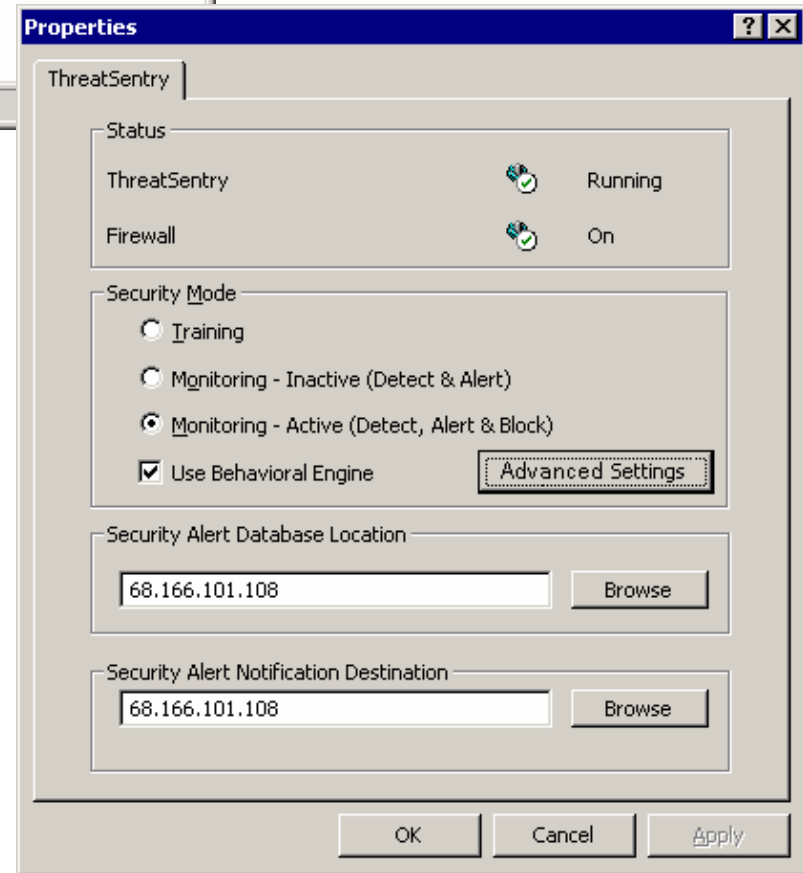 Properties
ThreatSentry
Status
ThreatSentry Running
Firewall On
Security Mode
Training
Monitoring - Inactive (Detect & Alert)
Monitoring - Active (Detect, Alert & Block)
Use Behavioral Engine Advanced Settings
Security Alert Database Location
68.166.101.108 Browse
Security Alert Notification Destination
68.166.101.108 Browse
OK Cancel Apply